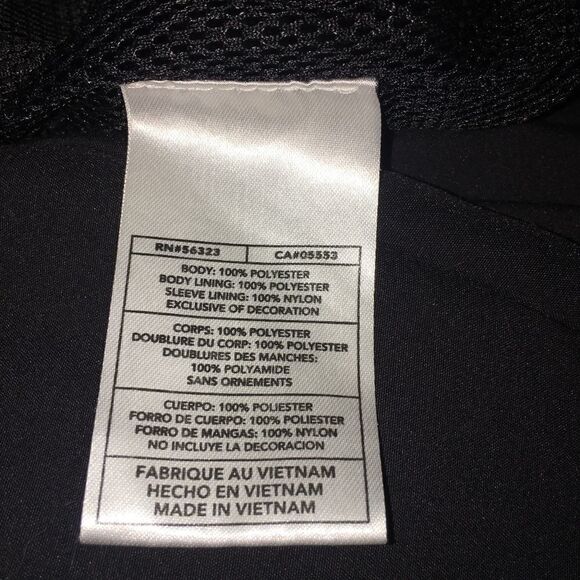 RN#56323 CA#05553
BODY: 100% POLYESTER
BODY LINING: 100% POLYESTER
SLEEVE LINING: 100% NYLON
EXCLUSIVE OF DECORATION
CORPS: 100% POLYESTER
DOUBLURE DU CORP: 100% POLYESTER
DOUBLURES DES MANCHES:
100% POLYAMIDE
SANS ORNEMENTS
CUERPO: 100% POLIESTER
FORRO DE CUERPO: 100% POLIESTER
FORRO DE MANGAS: 100% NYLON
NO INCLUYE LA DECORACIÓN
FABRIQUE AU VIETNAM
HECHO EN VIETNAM
MADE IN VIETNAM